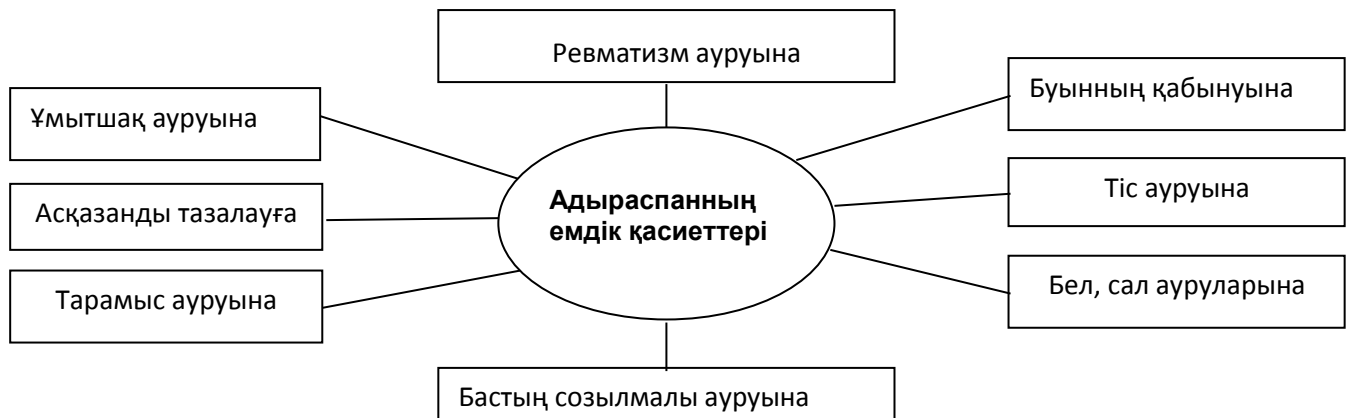 Ревматизм ауруына
Буынның қабынуына
Ұмытшақ ауруына
Тіс ауруына
Адыраспанның
емдік қасиеттері
Асқазанды тазалауға
Бел, сал ауруларына
Тарамыс ауруына
Бастың созылмалы ауруына